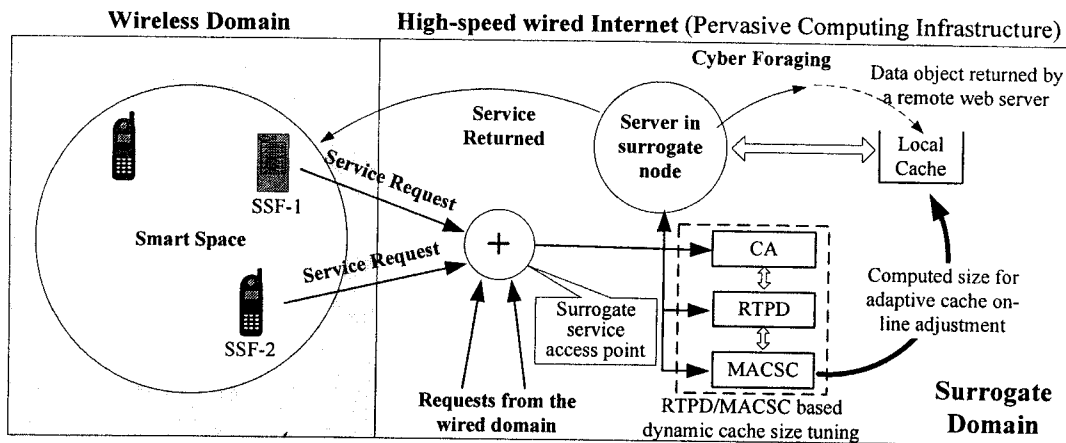 Wireless Domain
High-speed wired Internet (Pervasive Computing Infrastructure)
Cyber Foraging
Data object returned by
a remote web server
Service
Returned
Server in
surrogate
node
Local
Cache
SSF-1
Service Request
Smart Space
Service Request
+
CA
RTPD
MACSC
Computed size for
adaptive cache on-
line adjustment
Surrogate
service
access point
SSF-2
Requests from the
wired domain
RTPD/MACSC based
dynamic cache size tuning
Surrogate
Domain